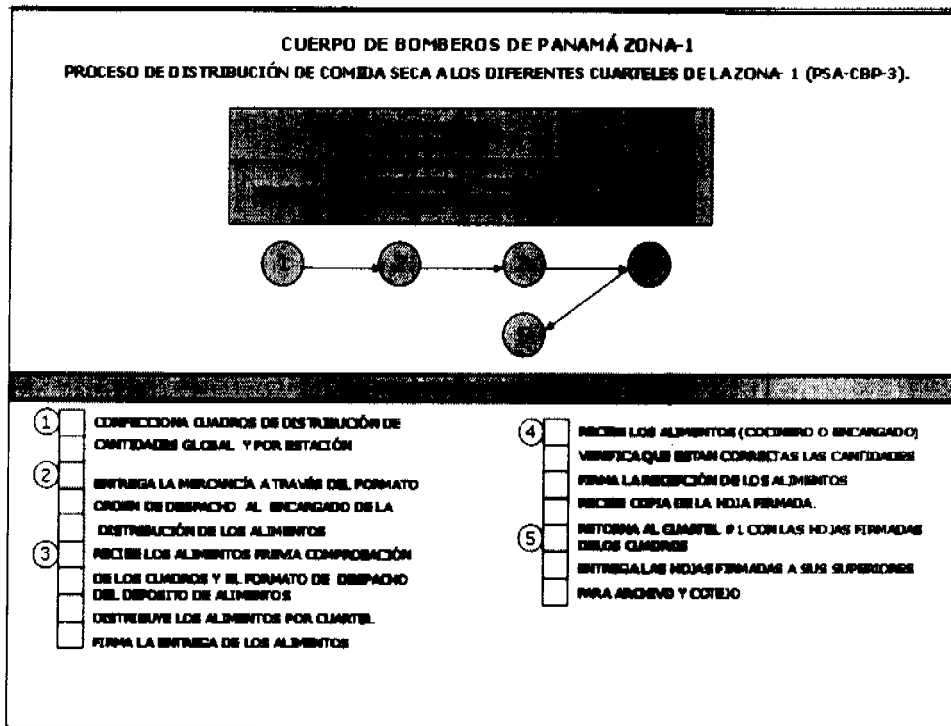 CUERPO DE BOMBEROS DE PANAMÁ ZONA-1
PROCESO DE DISTRIBUCIÓN DE COMIDA SECA A LOS DIFERENTES CUARTELES DE LA ZONA- 1 (PSA-CBP-3).
1
1 CONFECCIONA CUADROS DE DISTRIBUCIÓN DE
CANTIDADES GLOBAL Y POR ESTACIÓN
2 ENTREGA LA MERCANCÍA A TRAVÉS DEL FORMATO
ORDEN DE DESPACHO AL ENCARGADO DE LA
DISTRIBUCIÓN DE LOS ALIMENTOS
3 RECIBE LOS ALIMENTOS PREVIA COMPROBACIÓN
DE LOS CUADROS Y EL FORMATO DE DESPACHO
DEL DEPOSITO DE ALIMENTOS
DISTRIBUYE LOS ALIMENTOS POR CUARTEL
FIRMA LA ENTREGA DE LOS ALIMENTOS
4 RECIBE LOS ALIMENTOS (COCINERO O ENCARGADO)
VERIFICA QUE ESTAN CORRECTAS LAS CANTIDADES
FIRMA LA RECEPCIÓN DE LOS ALIMENTOS
RECIBE COPIA DE LA HOJA FIRMADA.
5 RETORNA AL CUARTEL #1 CON LAS HOJAS FIRMADAS
DE LOS CUADROS
ENTREGA LAS HOJAS FIRMADAS A SUS SUPERIORES
PARA ARCHIVO Y COTEJO